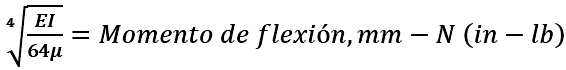 ⁴√(EI/64μ) = Momento de flexión, mm − N (in − lb)